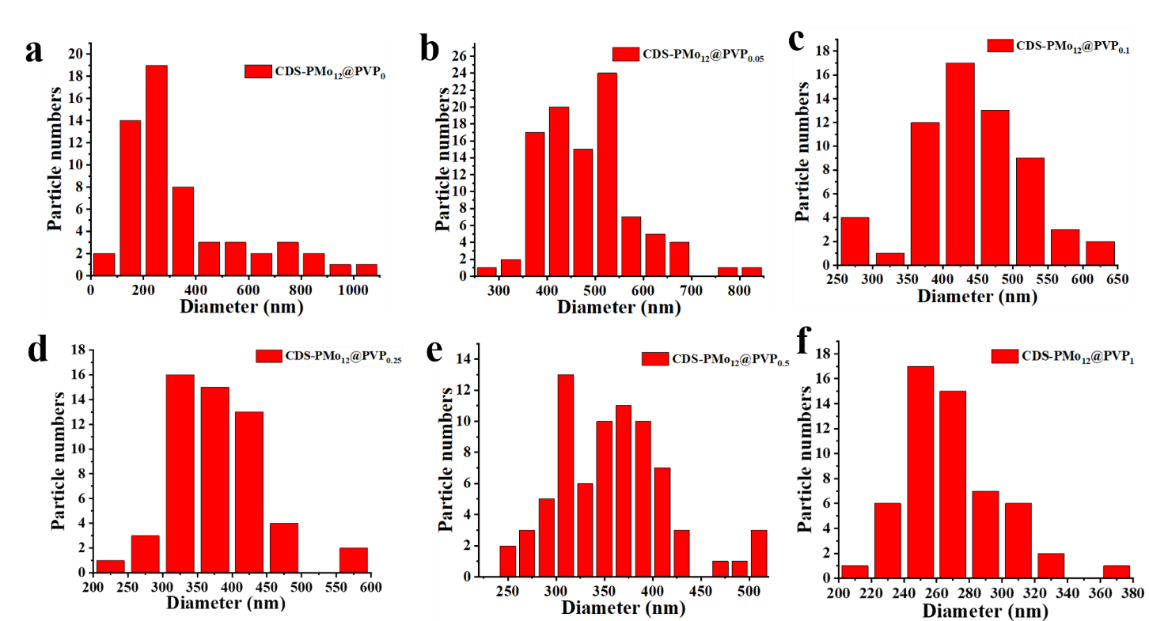 a
CDS-PMo₁₂@PVP₀
Particle numbers
20
18
16
14
12
10
8
6
4
2
0
0 200 400 600 800 1000
Diameter (nm)
b
CDS-PMo₁₂@PVP₀.₀₅
Particle numbers
26
24
22
20
18
16
14
12
10
8
6
4
2
0
300 400 500 600 700 800
Diameter (nm)
c
CDS-PMo₁₂@PVP₀.₁
Particle numbers
18
16
14
12
10
8
6
4
2
0
250 300 350 400 450 500 550 600 650
Diameter (nm)
d
CDS-PMo₁₂@PVP₀.₂₅
Particle numbers
18
16
14
12
10
8
6
4
2
0
200 250 300 350 400 450 500 550 600
Diameter (nm)
e
CDS-PMo₁₂@PVP₀.₅
Particle numbers
14
12
10
8
6
4
2
0
250 300 350 400 450 500
Diameter (nm)
f
CDS-PMo₁₂@PVP₁
Particle numbers
18
16
14
12
10
8
6
4
2
0
200 220 240 260 280 300 320 340 360 380
Diameter (nm)